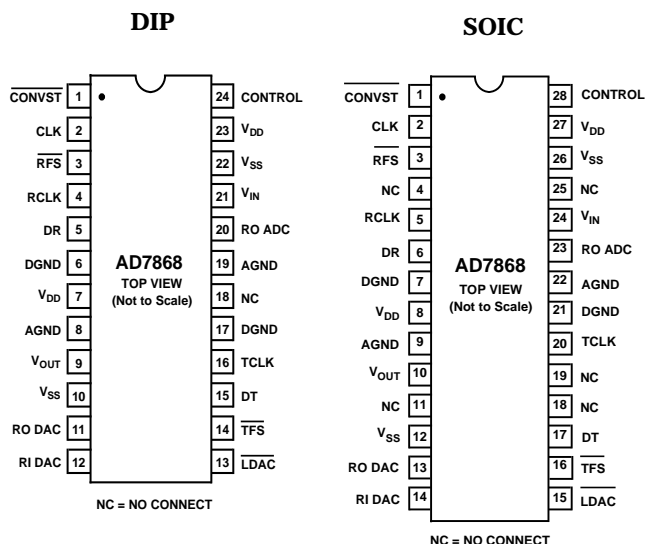 DIP
CONVST 1
CLK 2
RFS 3
RCLK 4
DR 5
DGND 6
VDD 7
AGND 8
VOUT 9
VSS 10
RO DAC 11
RI DAC 12
24 CONTROL
23 VDD
22 VSS
21 VIN
20 RO ADC
19 AGND
18 NC
17 DGND
16 TCLK
15 DT
14 TFS
13 LDAC
AD7868
TOP VIEW
(Not to Scale)
NC = NO CONNECT
SOIC
CONVST 1
CLK 2
RFS 3
NC 4
RCLK 5
DR 6
DGND 7
VDD 8
AGND 9
VOUT 10
NC 11
VSS 12
RO DAC 13
RI DAC 14
28 CONTROL
27 VDD
26 VSS
25 NC
24 VIN
23 RO ADC
22 AGND
21 DGND
20 TCLK
19 NC
18 NC
17 DT
16 TFS
15 LDAC
AD7868
TOP VIEW
(Not to Scale)
NC = NO CONNECT